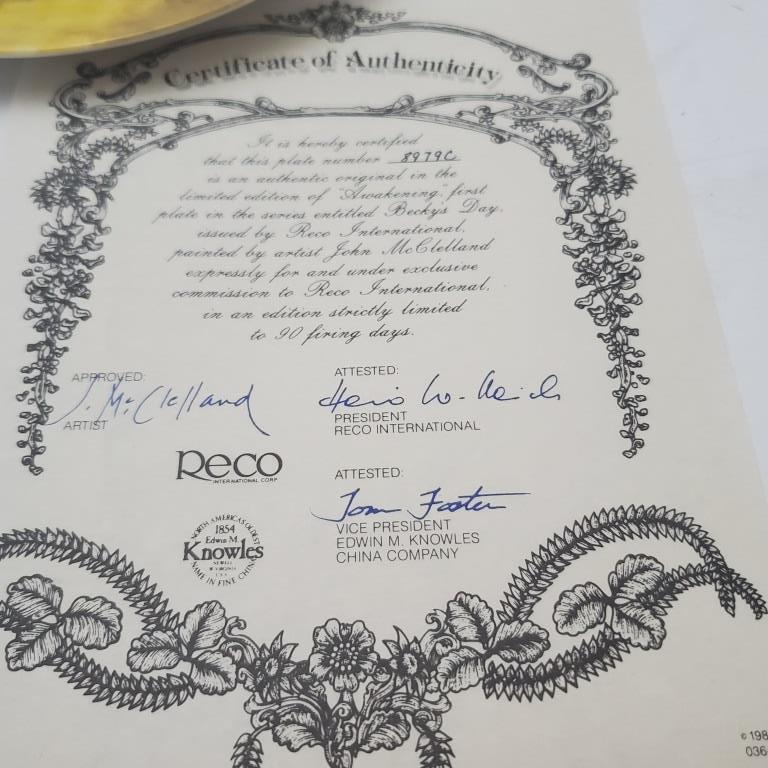 Certificate of Authenticity
It is hereby certified
that this plate number 8979C
is an authentic original in the
limited edition of "Awakening," first
plate in the series entitled Becky's Day,
issued by Reco International,
painted by artist John McClelland
expressly for and under exclusive
commission to Reco International,
in an edition strictly limited
to 90 firing days.
APPROVED:
J. McClelland
ARTIST
ATTESTED:
PRESIDENT
RECO INTERNATIONAL
Reco
INTERNATIONAL CORP
ATTESTED:
Tom Foster
VICE PRESIDENT
EDWIN M. KNOWLES
CHINA COMPANY
NORTH AMERICA'S OLDEST
1854
Edwin M.
Knowles
NAME IN FINE CHINA
© 198
036